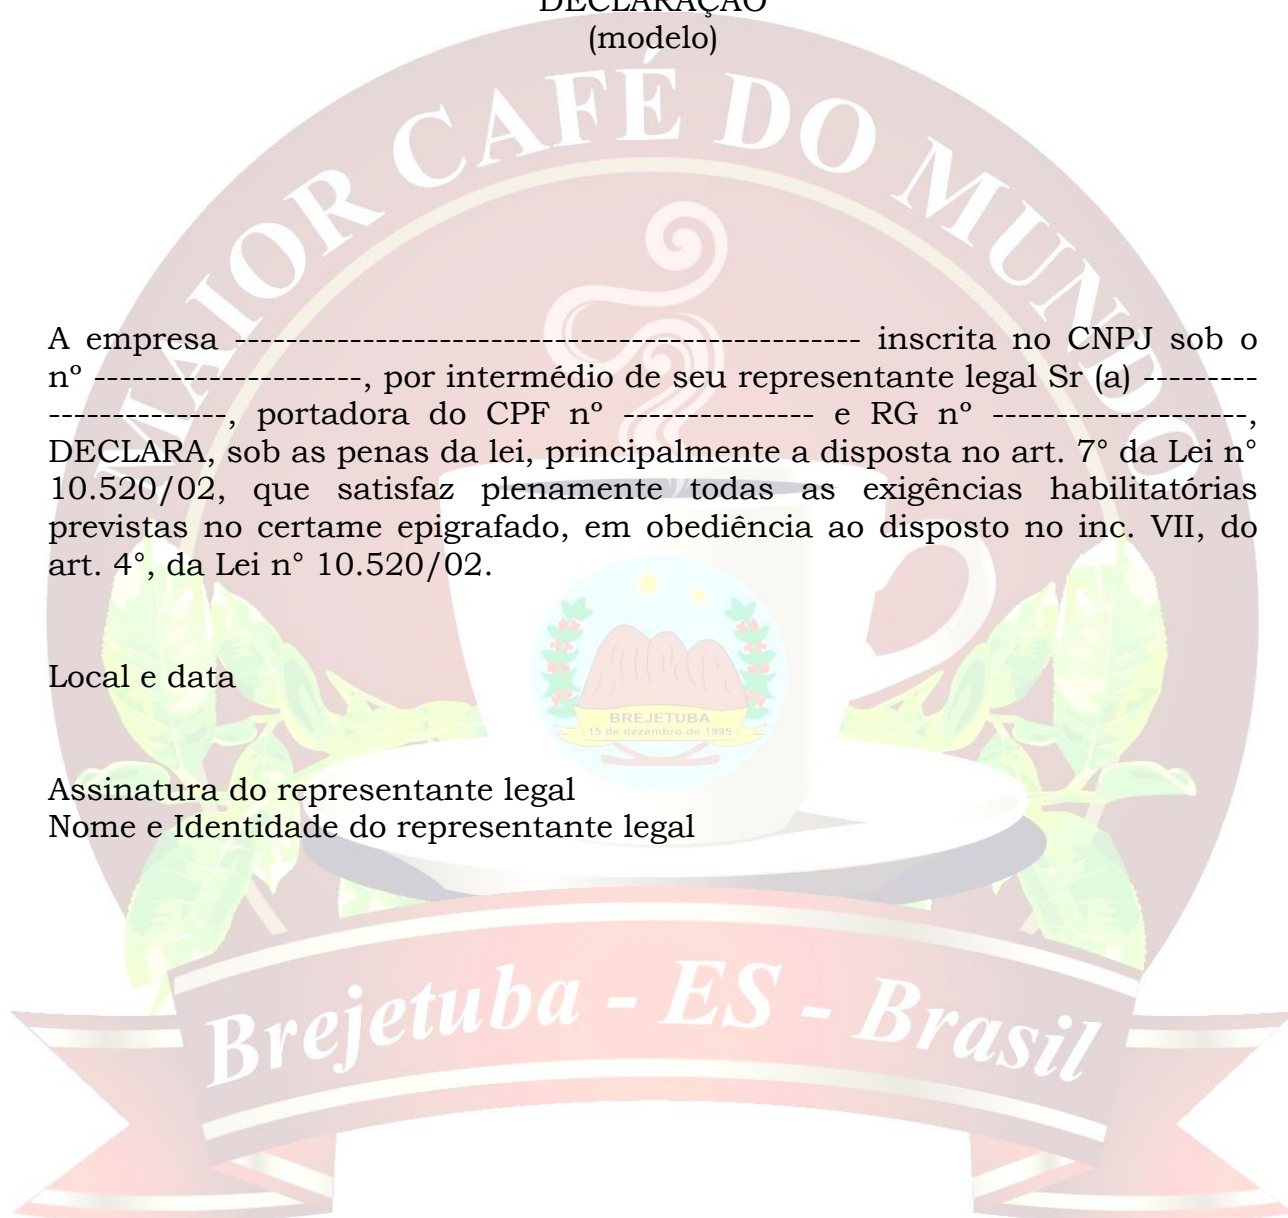 DECLARAÇÃO
(modelo)
MAIOR CAFÉ DO MUNDO
A empresa ------------------------------------------------- inscrita no CNPJ sob o
nº ---------------------, por intermédio de seu representante legal Sr (a) ---------
--------------, portadora do CPF nº --------------- e RG nº --------------------,
DECLARA, sob as penas da lei, principalmente a disposta no art. 7° da Lei n°
10.520/02, que satisfaz plenamente todas as exigências habilitatórias
previstas no certame epigrafado, em obediência ao disposto no inc. VII, do
art. 4°, da Lei n° 10.520/02.
Local e data
BREJETUBA
15 de dezembro de 1995
Assinatura do representante legal
Nome e Identidade do representante legal
Brejetuba - ES - Brasil